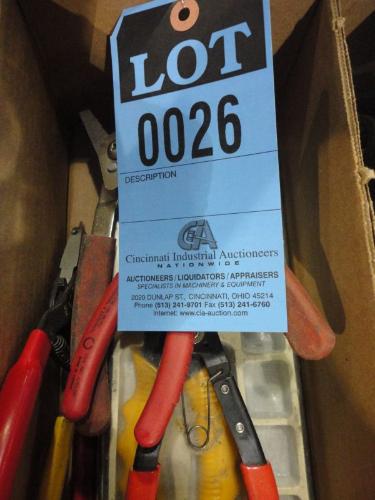 LOT
0026
DESCRIPTION
CIA
Cincinnati Industrial Auctioneers
NATIONWIDE
AUCTIONEERS/LIQUIDATORS/APPRAISERS
SPECIALISTS IN MACHINERY & EQUIPMENT
2020 DUNLAP ST., CINCINNATI, OHIO 45214
Phone (513) 241-9701 Fax (513) 241-6760
Internet: www.cia-auction.com